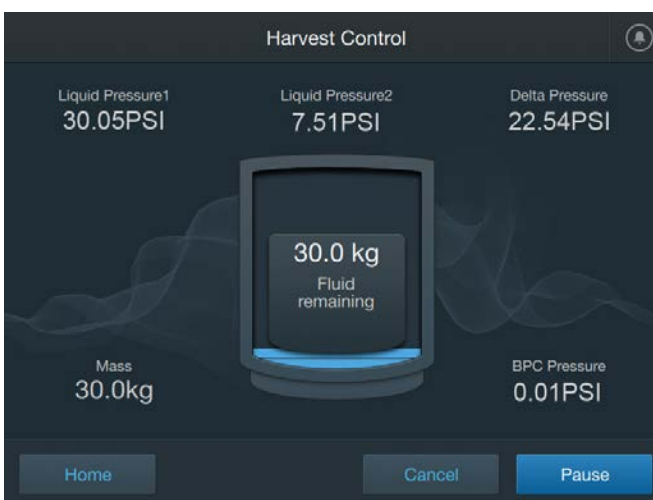 Harvest Control
Liquid Pressure1
30.05PSI
Liquid Pressure2
7.51PSI
Delta Pressure
22.54PSI
30.0 kg
Fluid
remaining
Mass
30.0kg
BPC Pressure
0.01PSI
Home
Cancel
Pause